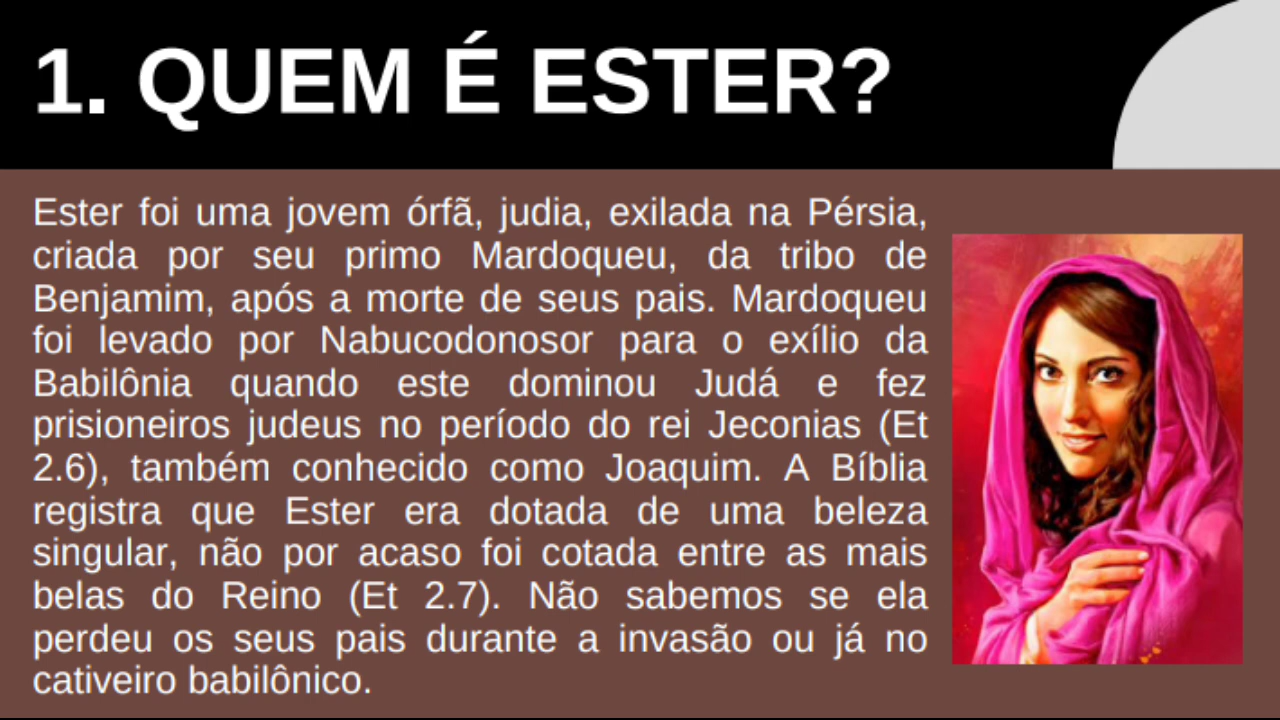 1. QUEM É ESTER?
Ester foi uma jovem órfã, judia, exilada na Pérsia,
criada por seu primo Mardoqueu, da tribo de
Benjamim, após a morte de seus pais. Mardoqueu
foi levado por Nabucodonosor para o exílio da
Babilônia quando este dominou Judá e fez
prisioneiros judeus no período do rei Jeconias (Et
2.6), também conhecido como Joaquim. A Bíblia
registra que Ester era dotada de uma beleza
singular, não por acaso foi cotada entre as mais
belas do Reino (Et 2.7). Não sabemos se ela
perdeu os seus pais durante a invasão ou já no
cativeiro babilônico.